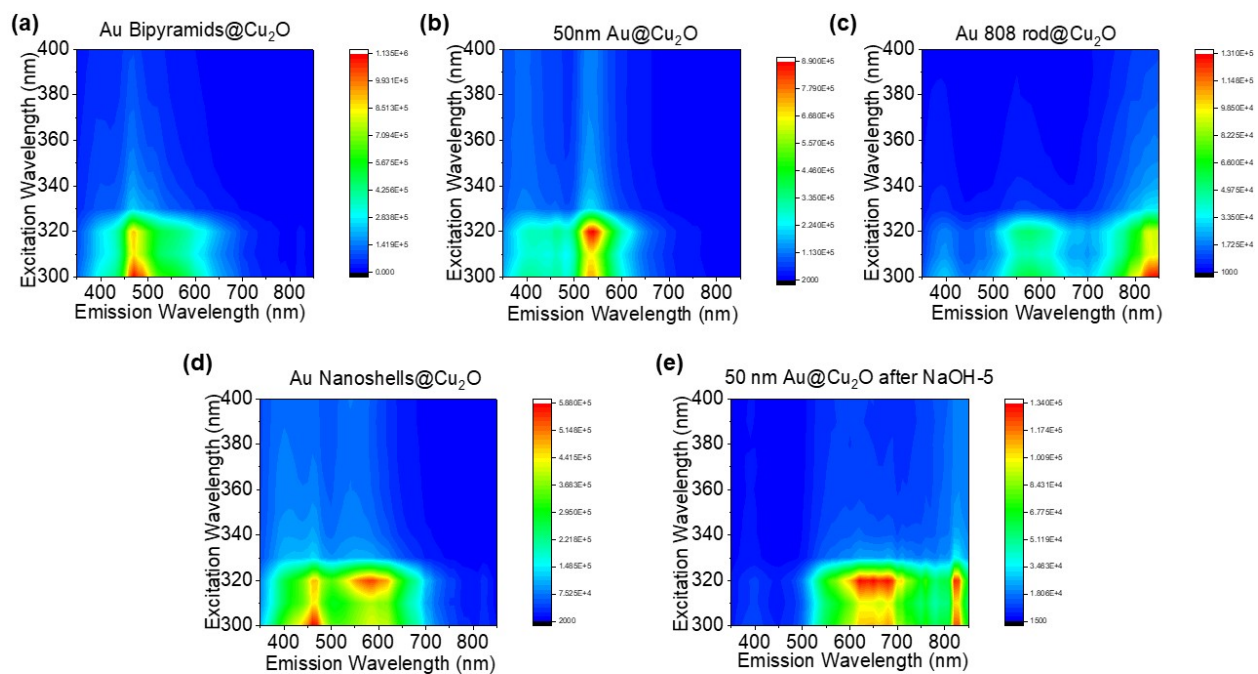 (a)
Au Bipyramids@Cu₂O
400
380
360
340
320
300
Excitation Wavelength (nm)
400 500 600 700 800
Emission Wavelength (nm)
1.135E+6
9.931E+5
8.513E+5
7.094E+5
5.675E+5
4.256E+5
2.838E+5
1.419E+5
0.000
(b)
50nm Au@Cu₂O
400
380
360
340
320
300
Excitation Wavelength (nm)
400 500 600 700 800
Emission Wavelength (nm)
8.900E+5
7.790E+5
6.680E+5
5.570E+5
4.460E+5
3.350E+5
2.240E+5
1.130E+5
2000
(c)
Au 808 rod@Cu₂O
400
380
360
340
320
300
Excitation Wavelength (nm)
400 500 600 700 800
Emission Wavelength (nm)
1.310E+5
1.148E+5
9.850E+4
8.225E+4
6.600E+4
4.975E+4
3.350E+4
1.725E+4
1000
(d)
Au Nanoshells@Cu₂O
400
380
360
340
320
300
Excitation Wavelength (nm)
400 500 600 700 800
Emission Wavelength (nm)
5.880E+5
5.148E+5
4.415E+5
3.683E+5
2.950E+5
2.218E+5
1.485E+5
7.525E+4
2000
(e)
50 nm Au@Cu₂O after NaOH-5
400
380
360
340
320
300
Excitation Wavelength (nm)
400 500 600 700 800
Emission Wavelength (nm)
1.340E+5
1.174E+5
1.009E+5
8.431E+4
6.775E+4
5.119E+4
3.463E+4
1.806E+4
1500